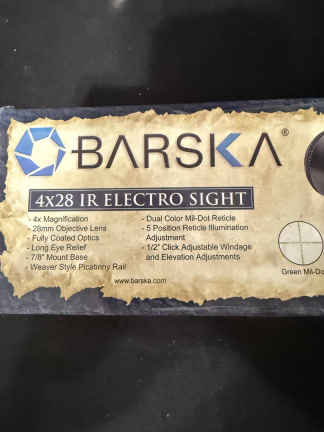 BARSKA®
4x28 IR ELECTRO SIGHT
- 4x Magnification
- 28mm Objective Lens
- Fully Coated Optics
- Long Eye Relief
- 7/8" Mount Base
- Weaver Style Picatinny Rail
- Dual Color Mil-Dot Reticle
- 5 Position Reticle Illumination
Adjustment
- 1/2" Click Adjustable Windage
and Elevation Adjustments
www.barska.com
Green Mil-Do